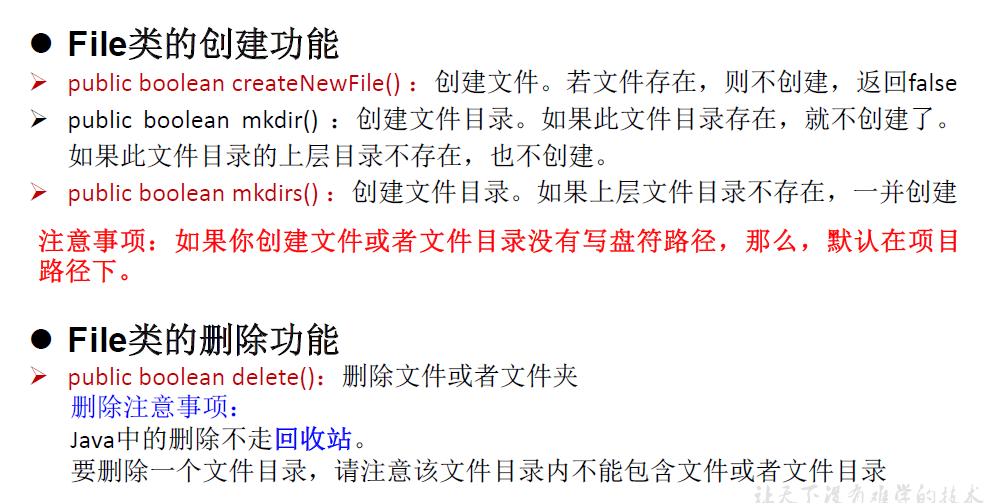 ● File类的创建功能
➢ public boolean createNewFile() ：创建文件。若文件存在，则不创建，返回false
➢ public boolean mkdir() ：创建文件目录。如果此文件目录存在，就不创建了。
如果此文件目录的上层目录不存在，也不创建。
➢ public boolean mkdirs() ：创建文件目录。如果上层文件目录不存在，一并创建
注意事项：如果你创建文件或者文件目录没有写盘符路径，那么，默认在项目
路径下。
● File类的删除功能
➢ public boolean delete()：删除文件或者文件夹
删除注意事项：
Java中的删除不走回收站。
要删除一个文件目录，请注意该文件目录内不能包含文件或者文件目录
让天下没有难学的技术